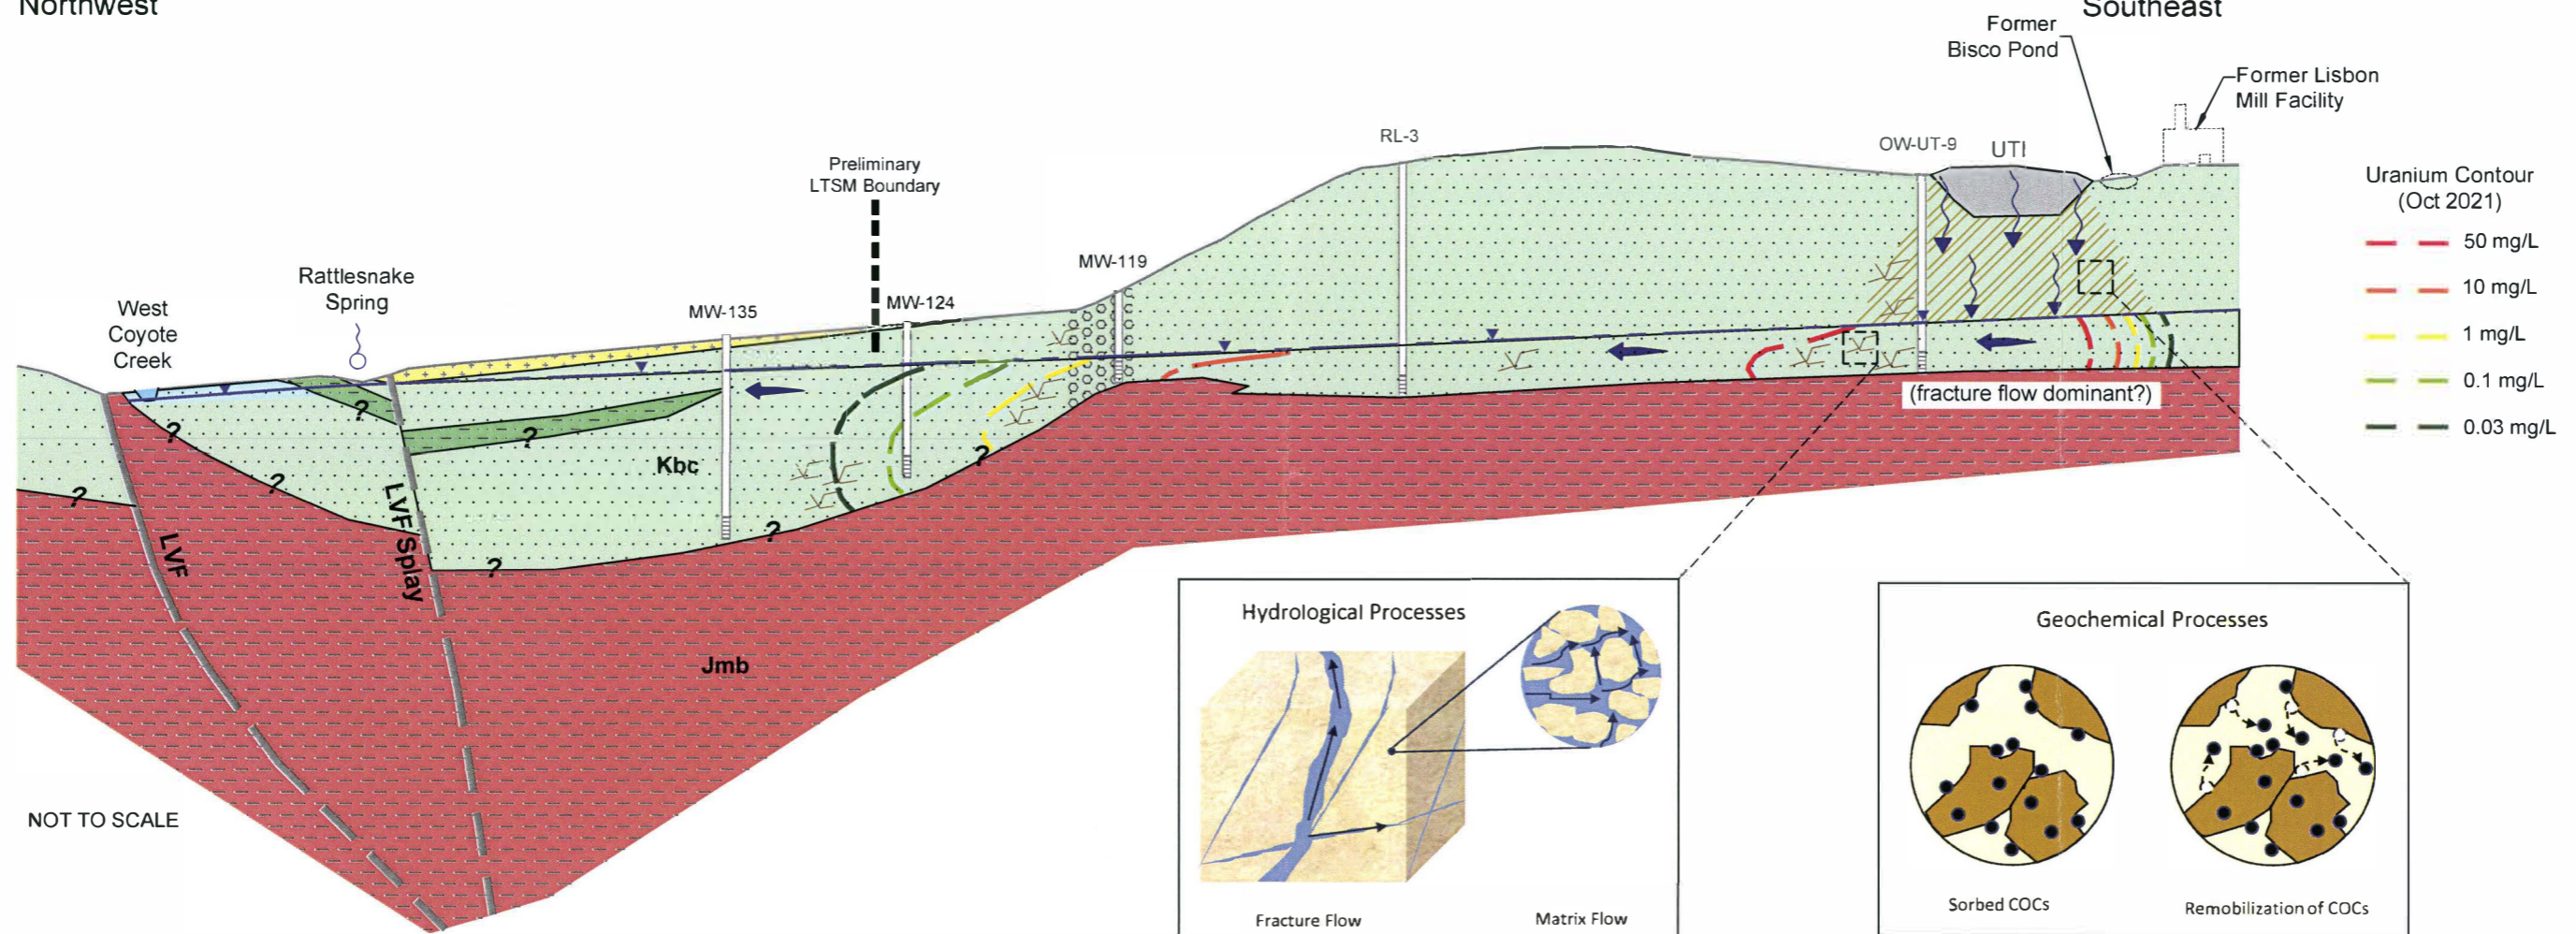 Northwest
Southeast
Former
Bisco Pond
Former Lisbon
Mill Facility
RL-3
OW-UT-9
UTI
Preliminary
LTSM Boundary
Uranium Contour
(Oct 2021)
50 mg/L
10 mg/L
1 mg/L
0.1 mg/L
0.03 mg/L
MW-119
Rattlesnake
Spring
West
Coyote
Creek
MW-135
MW-124
(fracture flow dominant?)
?
?
?
?
?
?
?
?
Kbc
LVF
LVF Splay
Jmb
NOT TO SCALE
Hydrological Processes
Fracture Flow
Matrix Flow
Geochemical Processes
Sorbed COCs
Remobilization of COCs